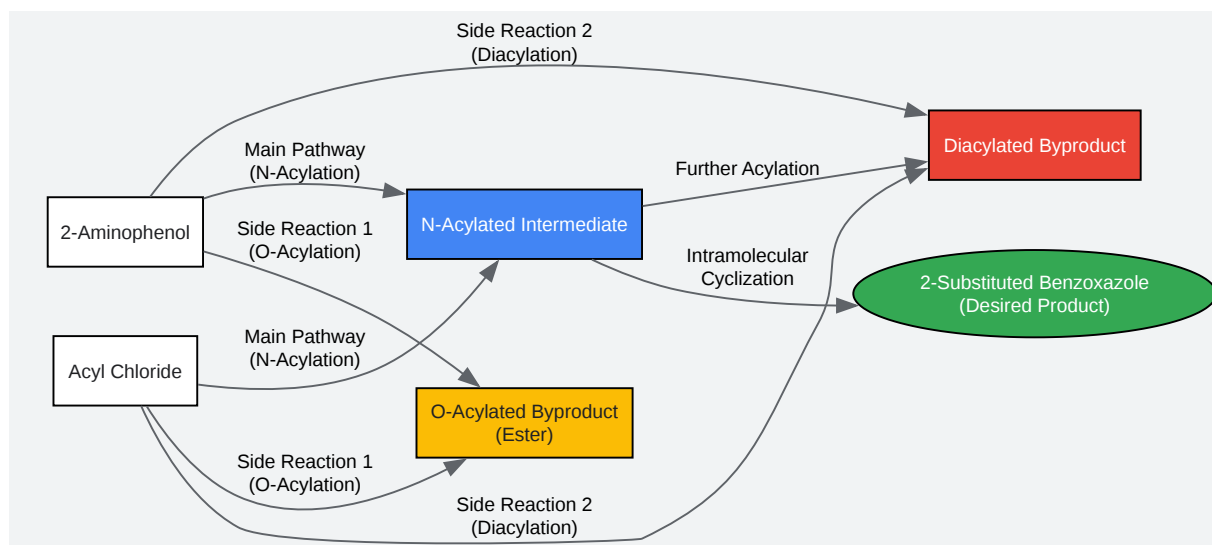 Side Reaction 2
(Diacylation)
Diacylated Byproduct
Main Pathway
(N-Acylation)
Further Acylation
2-Aminophenol
N-Acylated Intermediate
Side Reaction 1
(O-Acylation)
Intramolecular
Cyclization
2-Substituted Benzoxazole
(Desired Product)
Main Pathway
(N-Acylation)
Acyl Chloride
O-Acylated Byproduct
(Ester)
Side Reaction 1
(O-Acylation)
Side Reaction 2
(Diacylation)